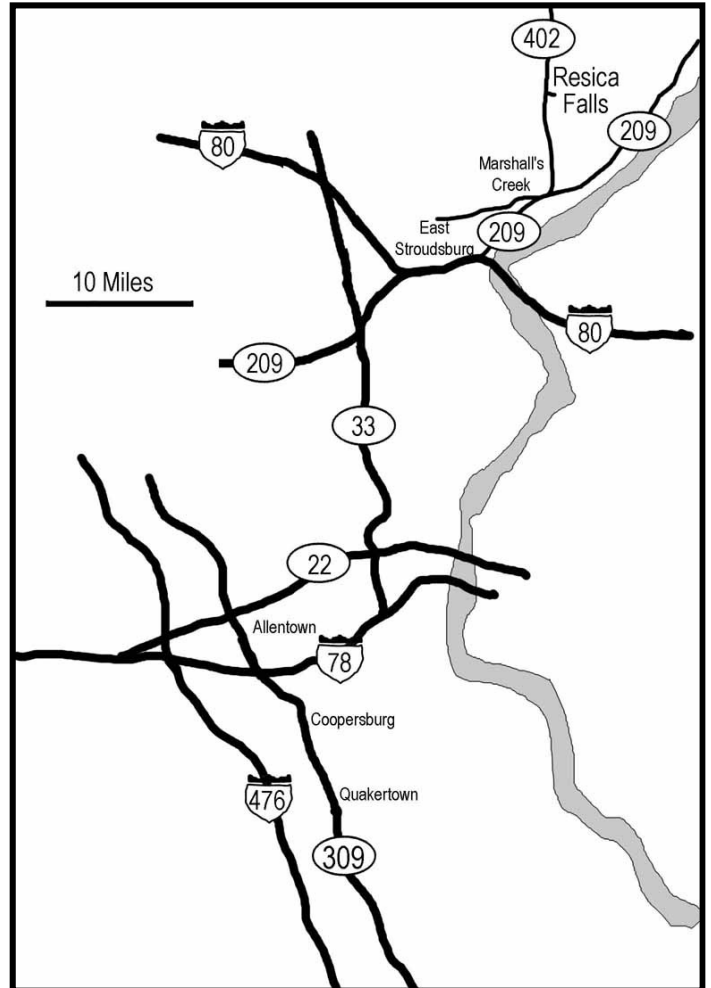 402
Resica
Falls
209
80
Marshall's
Creek
East
Stroudsburg
209
10 Miles
80
209
33
22
Allentown
78
Coopersburg
476
Quakertown
309